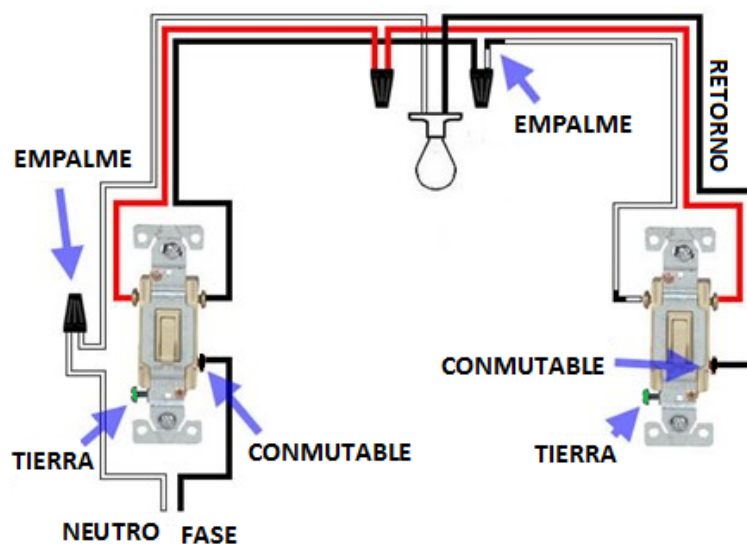 RETORNO
EMPALME
EMPALME
CONMUTABLE
TIERRA
CONMUTABLE
TIERRA
NEUTRO
FASE